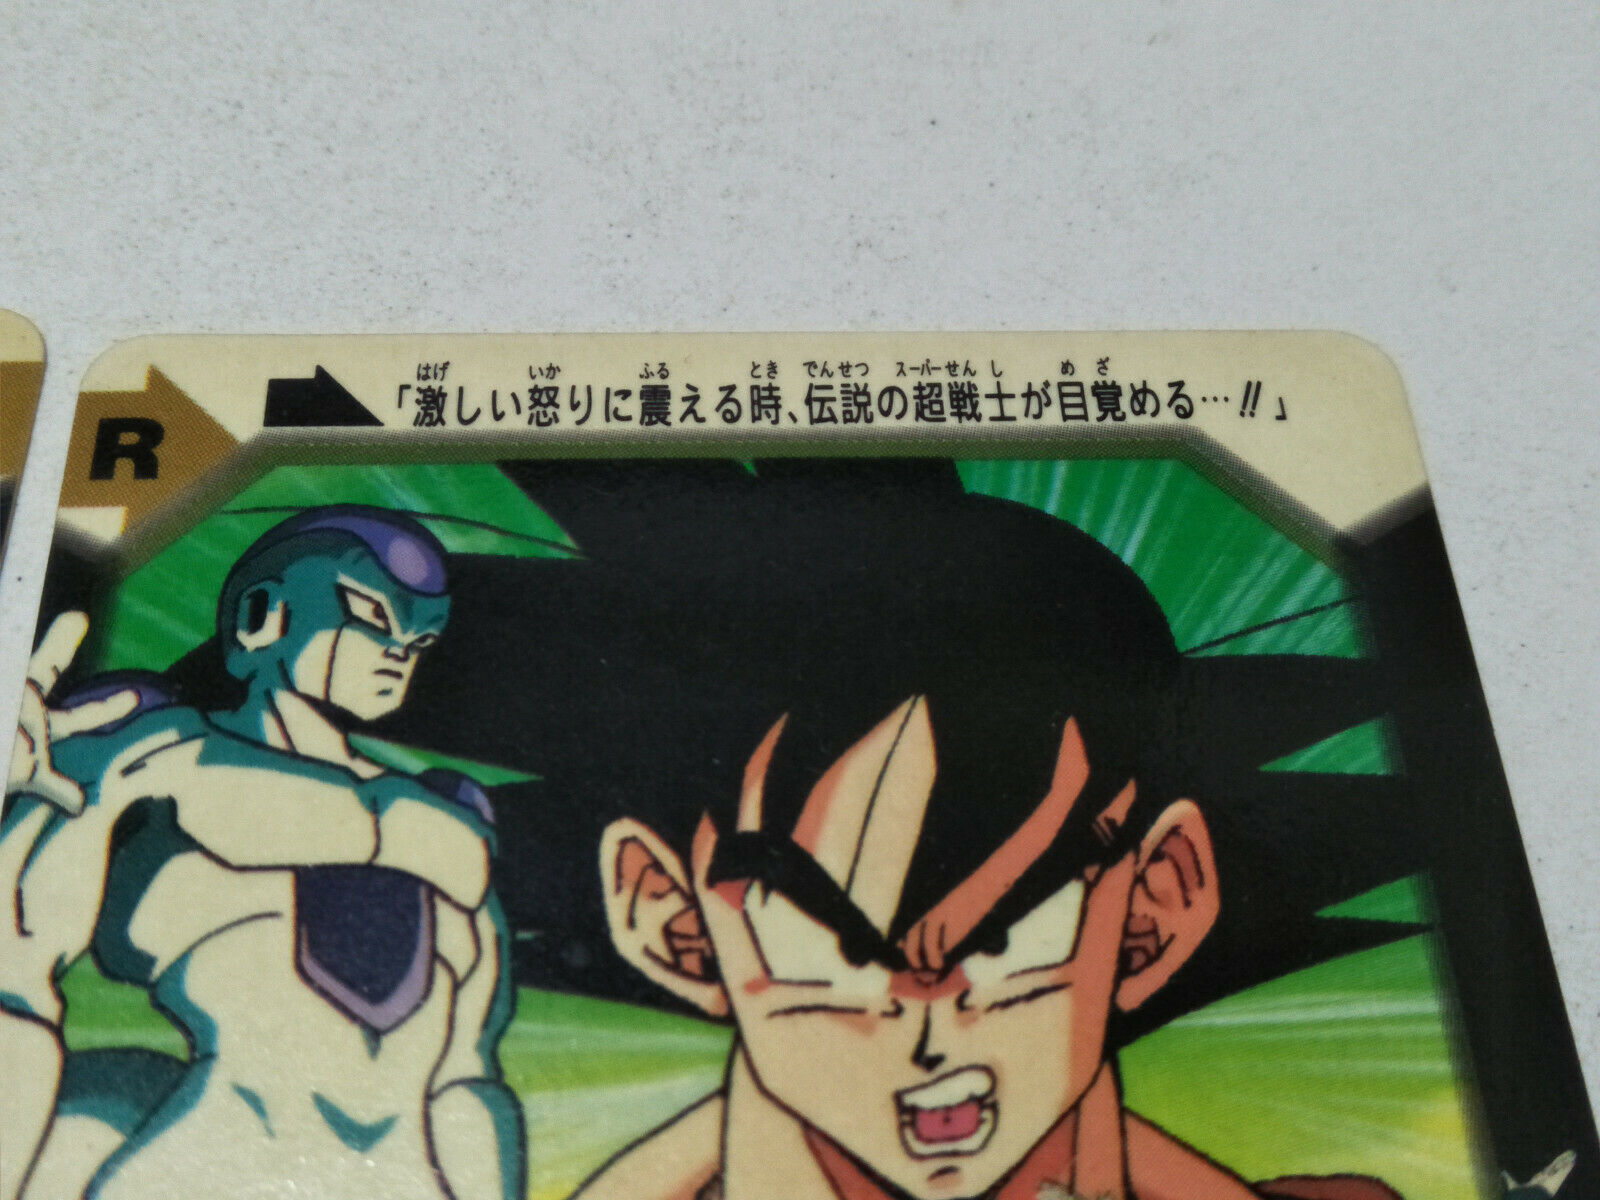 はげ いか ふる とき でんせつ スーパーせんし めざ
「激しい怒りに震える時、伝説の超戦士が目覚める…!!」
R